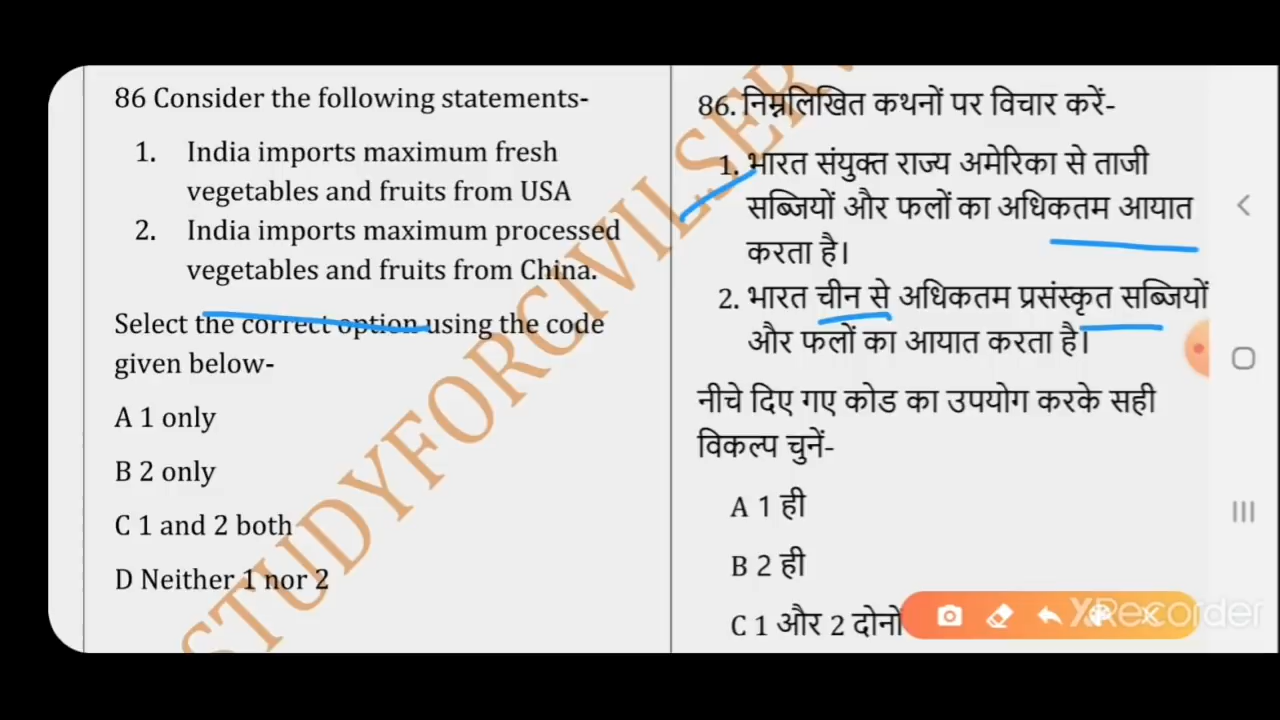 86 Consider the following statements-
1. India imports maximum fresh
vegetables and fruits from USA
2. India imports maximum processed
vegetables and fruits from China.
Select the correct option using the code
given below-
A 1 only
B 2 only
C 1 and 2 both
D Neither 1 nor 2
86. निम्नलिखित कथनों पर विचार करें-
1. भारत संयुक्त राज्य अमेरिका से ताजी
सब्जियों और फलों का अधिकतम आयात
करता है।
2. भारत चीन से अधिकतम प्रसंस्कृत सब्जियों
और फलों का आयात करता है।
नीचे दिए गए कोड का उपयोग करके सही
विकल्प चुनें-
A 1 ही
B 2 ही
C 1 और 2 दोनों
STUDYFORCIVILSERV
XRecorder